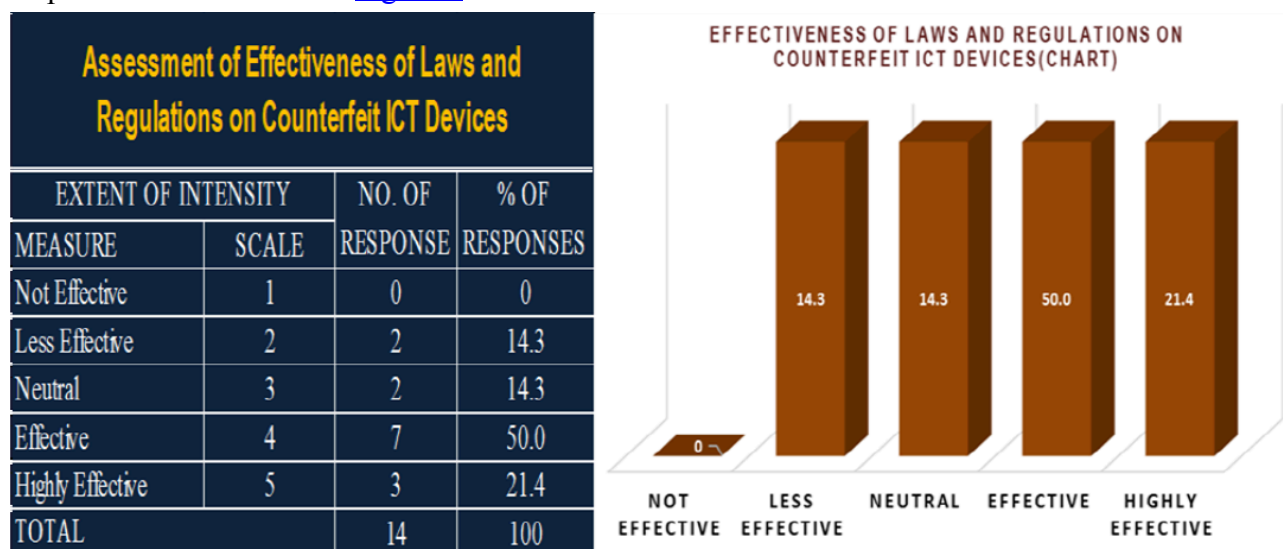 Assessment of Effectiveness of Laws and
Regulations on Counterfeit ICT Devices
EXTENT OF INTENSITY NO. OF % OF
MEASURE SCALE RESPONSE RESPONSES
Not Effective 1 0 0
Less Effective 2 2 14.3
Neutral 3 2 14.3
Effective 4 7 50.0
Highly Effective 5 3 21.4
TOTAL 14 100
EFFECTIVENESS OF LAWS AND REGULATIONS ON
COUNTERFEIT ICT DEVICES(CHART)
14.3 14.3 50.0 21.4
0
NOT LESS NEUTRAL EFFECTIVE HIGHLY
EFFECTIVE EFFECTIVE EFFECTIVE